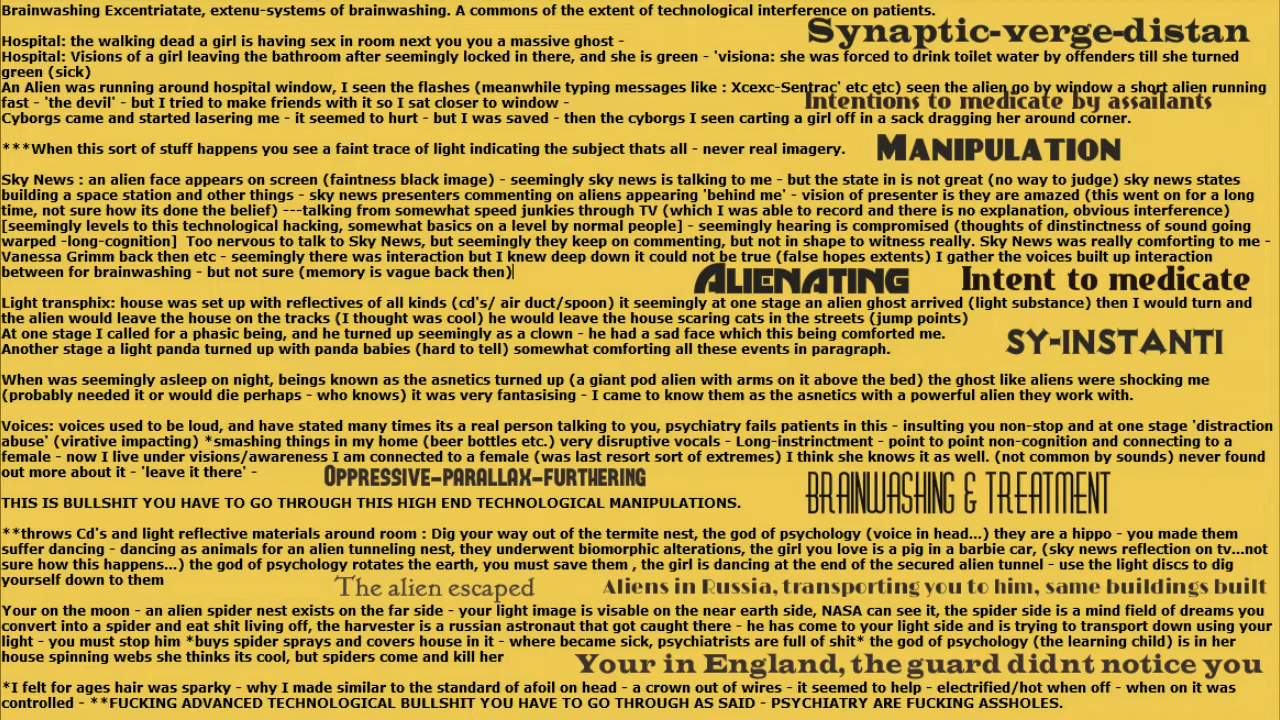 Brainwashing Excentriate, extenu-systems of brainwashing. A commons of the extent of technological interference on patients.
Synaptic-verge-distan
Hospital: the walking dead a girl is having sex in room next you you a massive ghost -
Hospital: Visions of a girl leaving the bathroom after seemingly locked in there, and she is green - 'visiona: she was forced to drink toilet water by offenders till she turned
green (sick)
An Alien was running around hospital window, I seen the flashes (meanwhile typing messages like : Xcexc-Sentrac' etc etc) seen the alien go by window a short alien running
fast - 'the devil' - but I tried to make friends with it so I sat closer to window -
Intentions to medicate by assailants
Cyborgs came and started lasering me - it seemed to hurt - but I was saved - then the cyborgs I seen carting a girl off in a sack dragging her around corner.
***When this sort of stuff happens you see a faint trace of light indicating the subject thats all - never real imagery.
Manipulation
Sky News : an alien face appears on screen (faintness black image) - seemingly sky news is talking to me - but the state in is not great (no way to judge) sky news states
building a space station and other things - sky news presenters commenting on aliens appearing 'behind me' - vision of presenter is they are amazed (this went on for a long
time, not sure how its done the belief) ---talking from somewhat speed junkies through TV (which I was able to record and there is no explanation, obvious interference)
[seemingly levels to this technological hacking, somewhat basics on a level by normal people] - seemingly hearing is compromised (thoughts of dinstinctness of sound going
warped -long-cognition]  Too nervous to talk to Sky News, but seemingly they keep on commenting, but not in shape to witness really. Sky News was really comforting to me -
Vanessa Grimm back then etc - seemingly there was interaction but I knew deep down it could not be true (false hopes extents) I gather the voices built up interaction
between for brainwashing - but not sure (memory is vague back then)
Alienating
Intent to medicate
Light transphix: house was set up with reflectives of all kinds (cd's/ air duct/spoon) it seemingly at one stage an alien ghost arrived (light substance) then I would turn and
the alien would leave the house on the tracks (I thought was cool) he would leave the house scaring cats in the streets (jump points)
At one stage I called for a phasic being, and he turned up seemingly as a clown - he had a sad face which this being comforted me.
SY-INSTANTI
Another stage a light panda turned up with panda babies (hard to tell) somewhat comforting all these events in paragraph.
When was seemingly asleep on night, beings known as the asnetics turned up (a giant pod alien with arms on it above the bed) the ghost like aliens were shocking me
(probably needed it or would die perhaps - who knows) it was very fantasising - I came to know them as the asnetics with a powerful alien they work with.
Voices: voices used to be loud, and have stated many times its a real person talking to you, psychiatry fails patients in this - insulting you non-stop and at one stage 'distraction
abuse' (virative impacting) *smashing things in my home (beer bottles etc.) very disruptive vocals - Long-instrinctment - point to point non-cognition and connecting to a
female - now I live under visions/awareness I am connected to a female (was last resort sort of extremes) I think she knows it as well. (not common by sounds) never found
out more about it - 'leave it there' -
Oppressive-parallax-furthering
THIS IS BULLSHIT YOU HAVE TO GO THROUGH THIS HIGH END TECHNOLOGICAL MANIPULATIONS.
BRAINWASHING & TREATMENT
**throws Cd's and light reflective materials around room : Dig your way out of the termite nest, the god of psychology (voice in head...) they are a hippo - you made them
suffer dancing - dancing as animals for an alien tunneling nest, they underwent biomorphic alterations, the girl you love is a pig in a barbie car, (sky news reflection on tv...not
sure how this happens...) the god of psychology rotates the earth, you must save them , the girl is dancing at the end of the secured alien tunnel - use the light discs to dig
yourself down to them
The alien escaped
Aliens in Russia, transporting you to him, same buildings built
Your on the moon - an alien spider nest exists on the far side - your light image is visable on the near earth side, NASA can see it, the spider side is a mind field of dreams you
convert into a spider and eat shit living off, the harvester is a russian astronaut that got caught there - he has come to your light side and is trying to transport down using your
light - you must stop him *buys spider sprays and covers house in it - where became sick, psychiatrists are full of shit* the god of psychology (the learning child) is in her
house spinning webs she thinks its cool, but spiders come and kill her
Your in England, the guard didnt notice you
*I felt for ages hair was sparky - why I made similar to the standard of afoil on head - a crown out of wires - it seemed to help - electrified/hot when off - when on it was
controlled - **FUCKING ADVANCED TECHNOLOGICAL BULLSHIT YOU HAVE TO GO THROUGH AS SAID - PSYCHIATRY ARE FUCKING ASSHOLES.